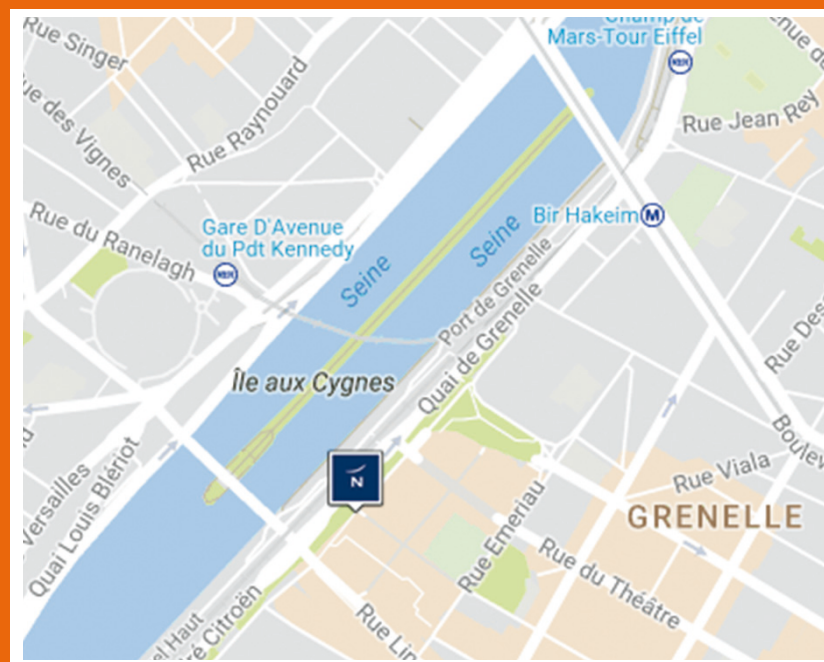 Champ de
Mars-Tour Eiffel
Rue Singer
Rue Raynouard
Rue Jean Rey
Rue des Vignes
Bir Hakeim
M
Gare D'Avenue
du Pdt Kennedy
Rue du Ranelagh
RER
RER
Seine
Seine
Port de Grenelle
Quai de Grenelle
Île aux Cygnes
N
Versailles
Quai Louis Blériot
Rue Viala
GRENELLE
Rue Emeriau
Rue du Théâtre